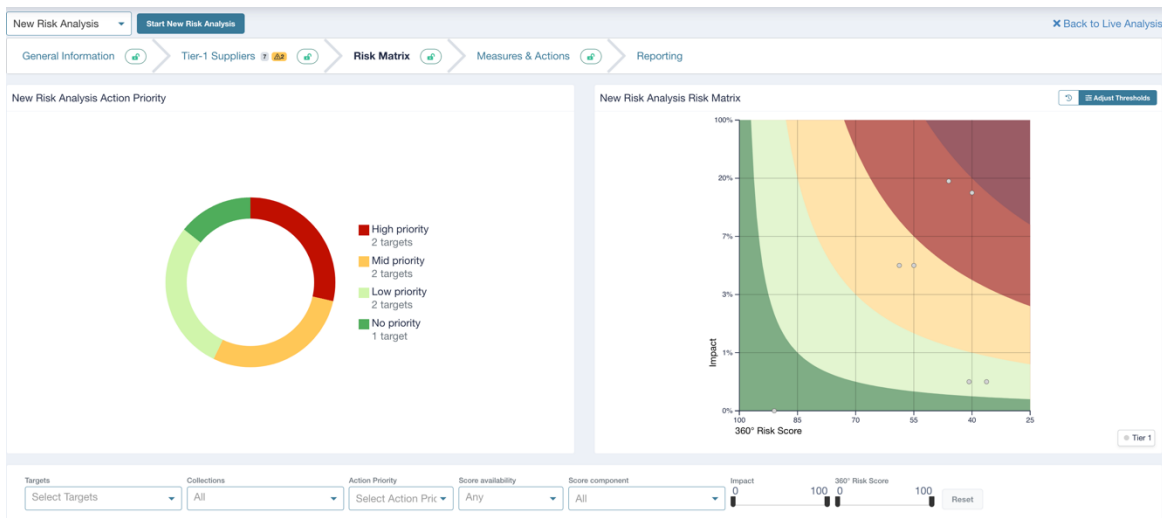 New Risk Analysis
Start New Risk Analysis
Back to Live Analysis
General Information
Tier-1 Suppliers 7 2
Risk Matrix
Measures & Actions
Reporting
New Risk Analysis Action Priority
High priority
2 targets
Mid priority
2 targets
Low priority
2 targets
No priority
1 target
New Risk Analysis Risk Matrix
Adjust Thresholds
100%
20%
7%
3%
1%
0%
Impact
100 85 70 55 40 25
360° Risk Score
Tier 1
Targets
Select Targets
Collections
All
Action Priority
Select Action Pric
Score availability
Any
Score component
All
Impact
0 100
360° Risk Score
0 100
Reset